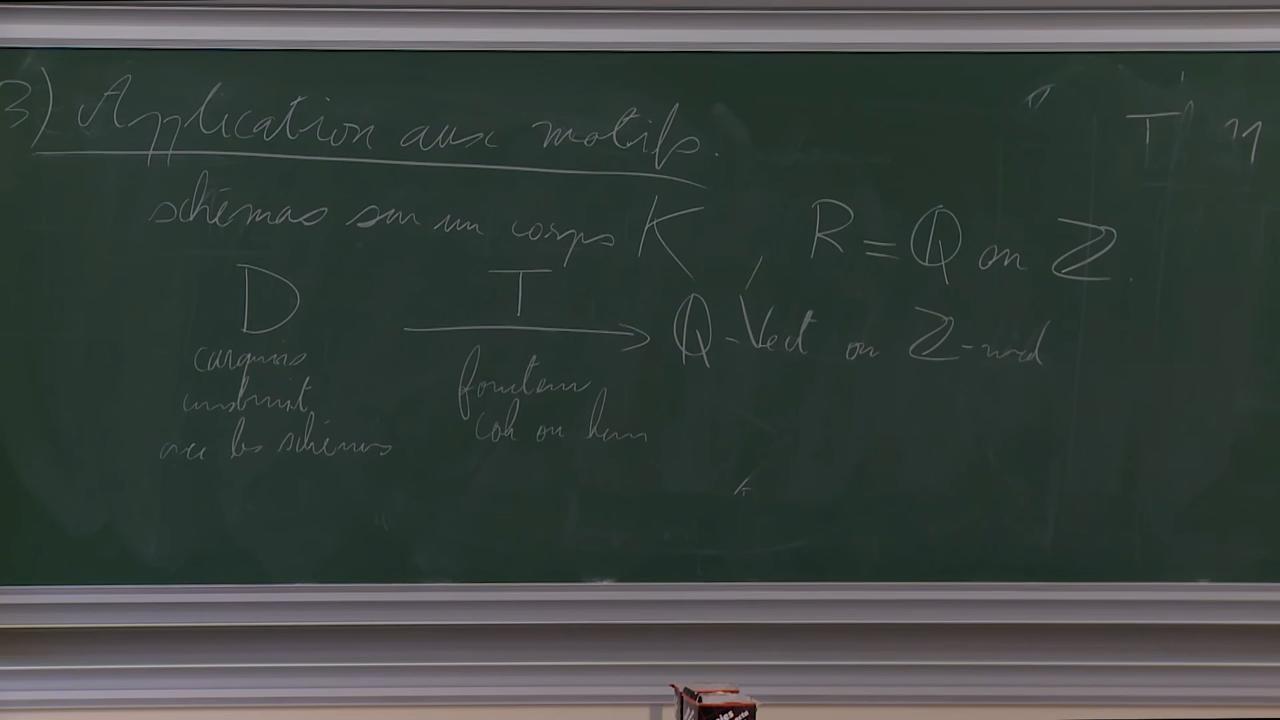 3) Application aux motifs.
schémas sur un corps K R = ℚ ou ℤ.
D T ℚ-Vect ou ℤ-mod
carquois
construit
avec les schémas
foncteur
coh ou hom
T